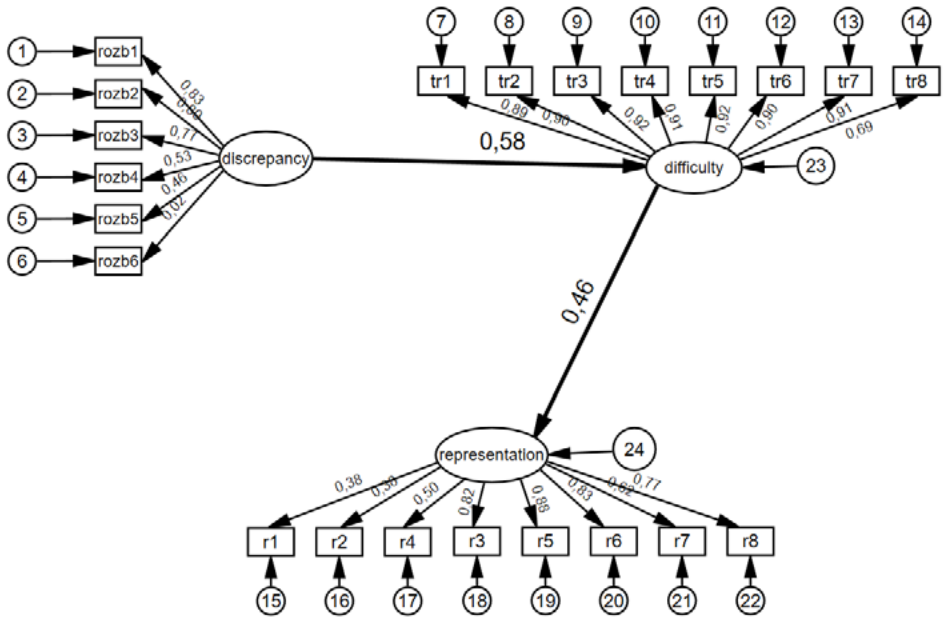 7 8 9 10 11 12 13 14
tr1 tr2 tr3 tr4 tr5 tr6 tr7 tr8
0,89 0,90 0,92 0,91 0,92 0,90 0,91 0,69
1 rozb1 0,83
2 rozb2
3 rozb3 0,77
4 rozb4 0,53
5 rozb5 0,46
6 rozb6 0,02
discrepancy 0,58 difficulty 23
0,46
representation 24
0,38 0,50 0,82 0,88 0,83 0,77
r1 r2 r4 r3 r5 r6 r7 r8
15 16 17 18 19 20 21 22